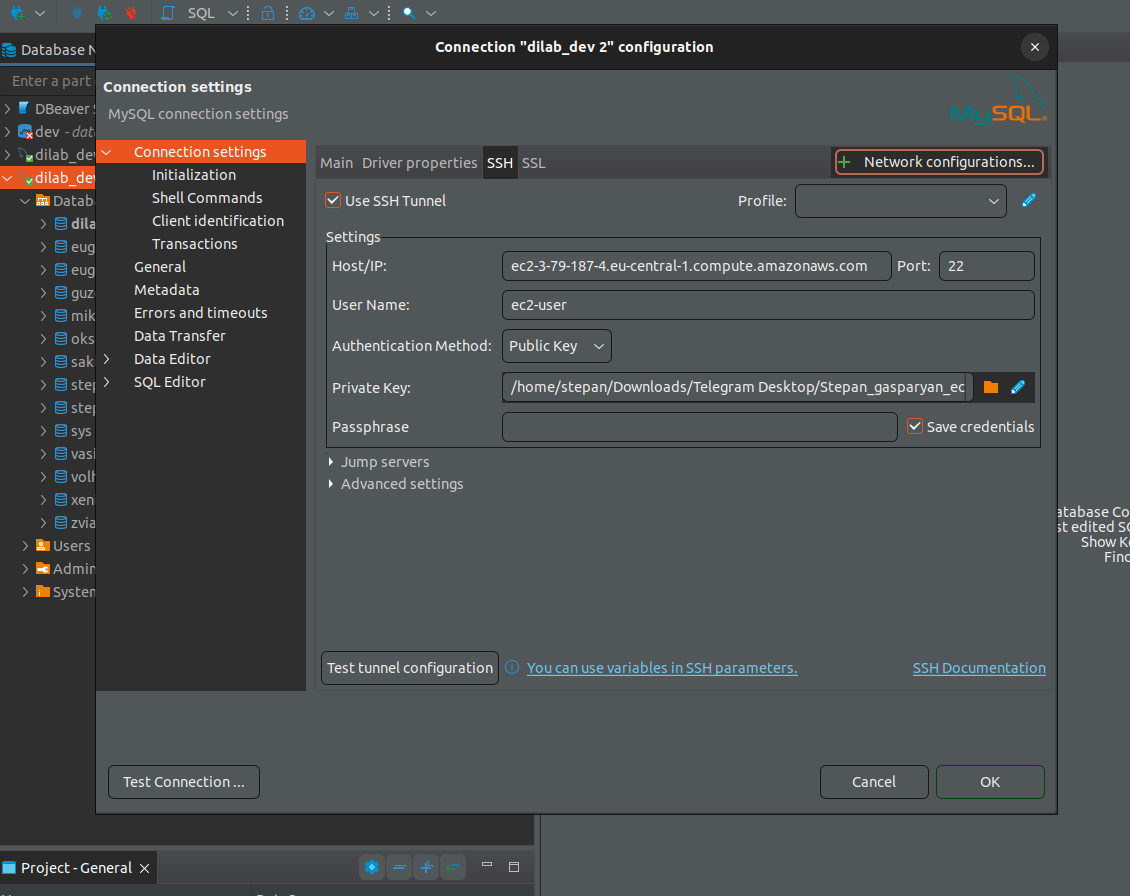 SQL
Connection "dilab_dev 2" configuration
Database N
Enter a part
DBeaver S
dev - data
dilab_dev
dilab_dev
Databa
dila
eug
eug
guz
mik
oks
sak
step
step
sys
vasi
volh
xen
zvia
Users
Admin
System
Connection settings
MySQL connection settings
MySQL
Connection settings
Initialization
Shell Commands
Client identification
Transactions
General
Metadata
Errors and timeouts
Data Transfer
Data Editor
SQL Editor
Main Driver properties SSH SSL
Network configurations...
Use SSH Tunnel
Profile:
Settings
Host/IP: ec2-3-79-187-4.eu-central-1.compute.amazonaws.com Port: 22
User Name: ec2-user
Authentication Method: Public Key
Private Key: /home/stepan/Downloads/Telegram Desktop/Stepan_gasparyan_ec
Passphrase
Save credentials
Jump servers
Advanced settings
Test tunnel configuration
You can use variables in SSH parameters.
SSH Documentation
Test Connection ...
Cancel
OK
atabase Co
st edited SQ
Show Ke
Find
Project - General